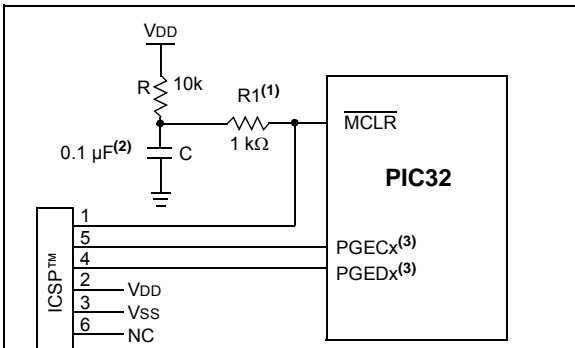 VDD
R 10k
R1(1)
1 kΩ
MCLR
0.1 µF(2) C
PIC32
ICSP™
1
5
4
2
3
6
PGECx(3)
PGEDx(3)
VDD
VSS
NC